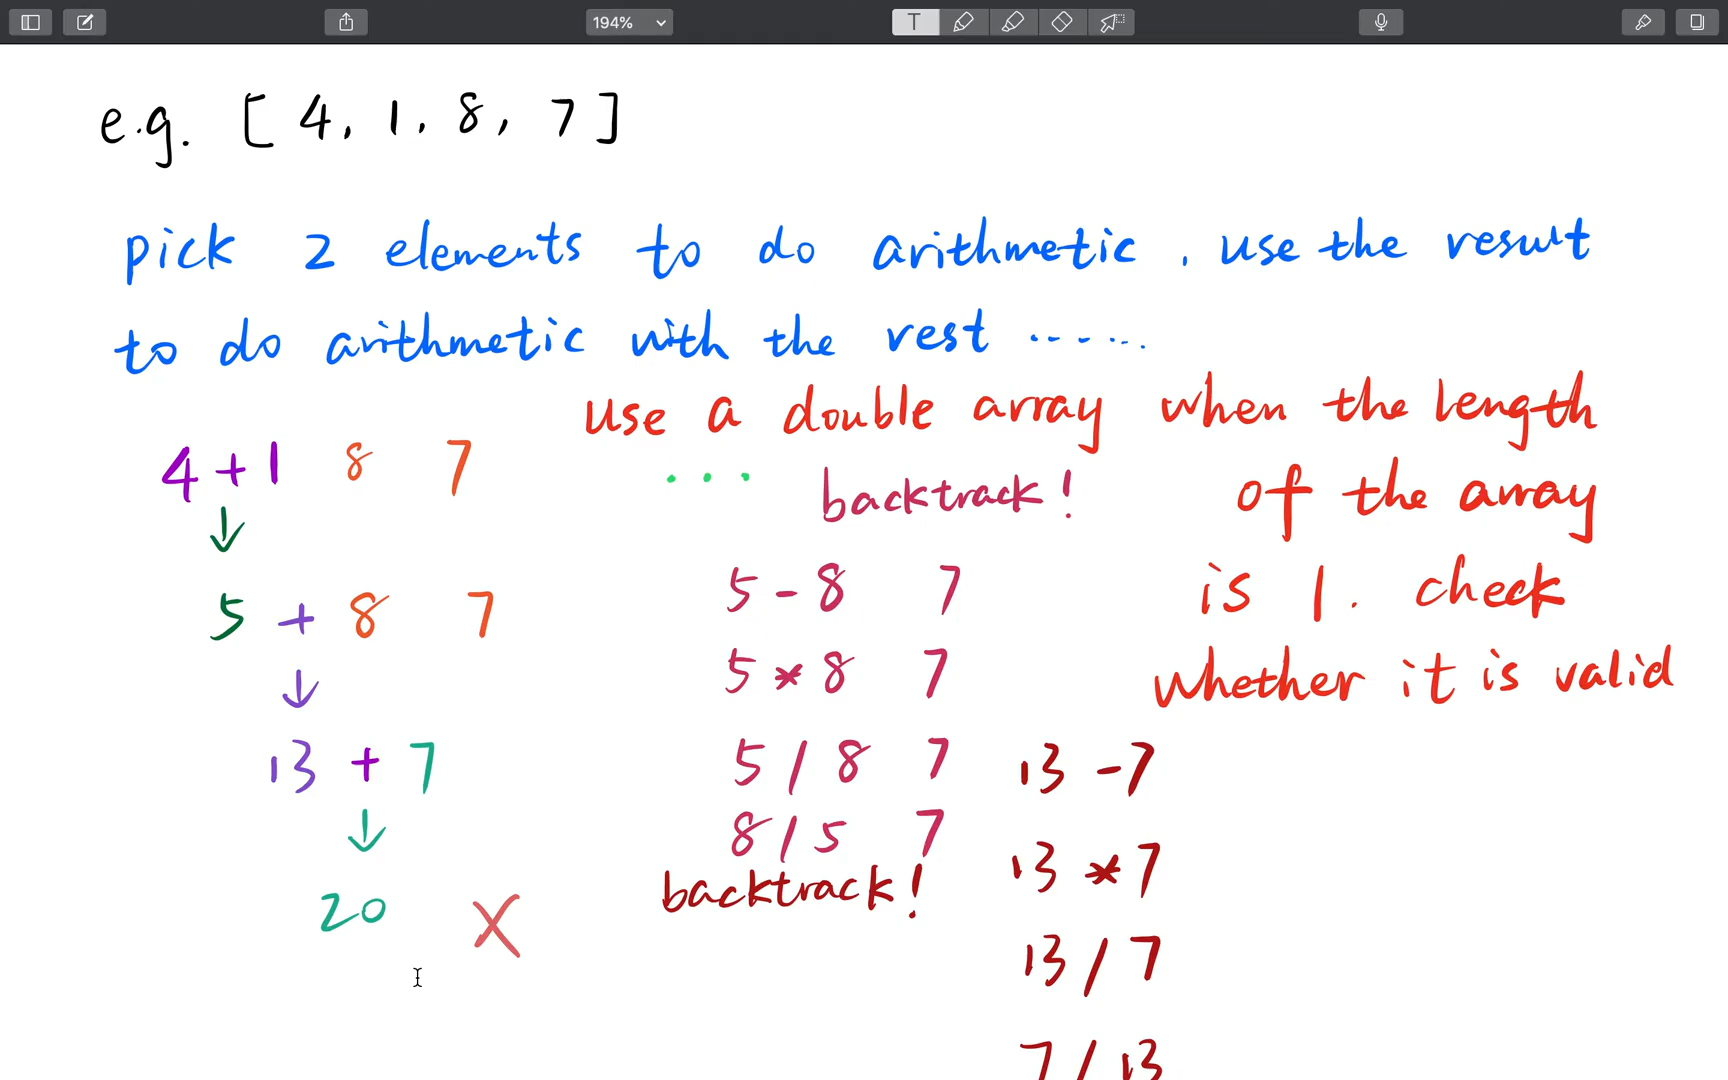 194%
T
e.g. [ 4, 1, 8, 7 ]
pick 2 elements to do arithmetic, use the result
to do arithmetic with the rest ......
use a double array when the length
of the array
is 1. check
whether it is valid
4 + 1 8 7
↓
5 + 8 7
↓
13 + 7
↓
20 X
... backtrack!
5 - 8 7
5 * 8 7
5 / 8 7
8 / 5 7
backtrack!
13 - 7
13 * 7
13 / 7
7 / 13